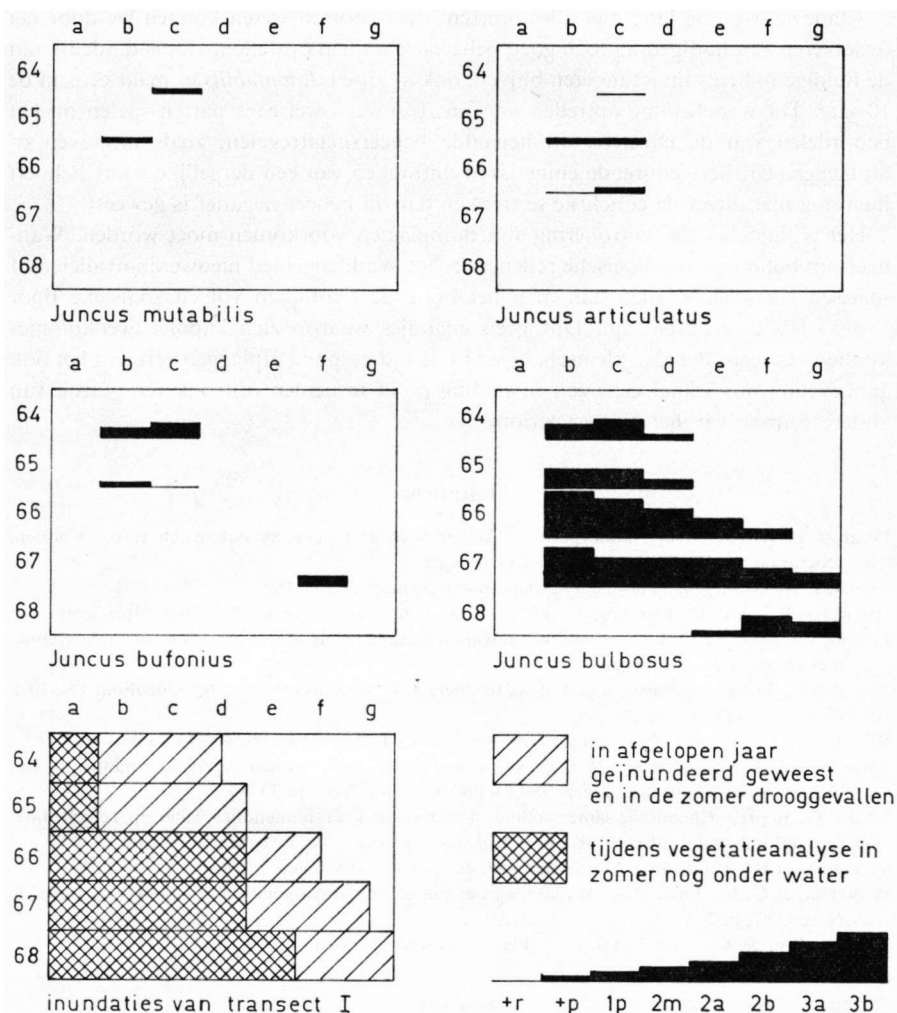 a b c d e f g
64
65
66
67
68
Juncus mutabilis
a b c d e f g
64
65
66
67
68
Juncus articulatus
a b c d e f g
64
65
66
67
68
Juncus bufonius
a b c d e f g
64
65
66
67
68
Juncus bulbosus
a b c d e f g
64
65
66
67
68
inundaties van transect I
in afgelopen jaar
geïnundeerd geweest
en in de zomer drooggevallen
tijdens vegetatieanalyse in
zomer nog onder water
+r +p 1p 2m 2a 2b 3a 3b